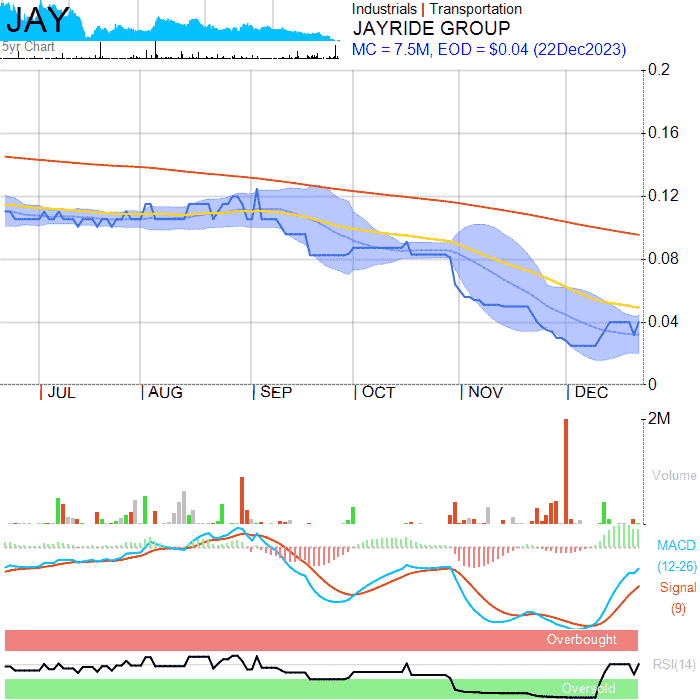 JAY
5yr Chart
Industrials | Transportation
JAYRIDE GROUP
MC = 7.5M, EOD = $0.04 (22Dec2023)
0.2
0.16
0.12
0.08
0.04
0
JUL AUG SEP OCT NOV DEC
2M
Volume
MACD
(12-26)
Signal
(9)
Overbought
RSI(14)
Oversold